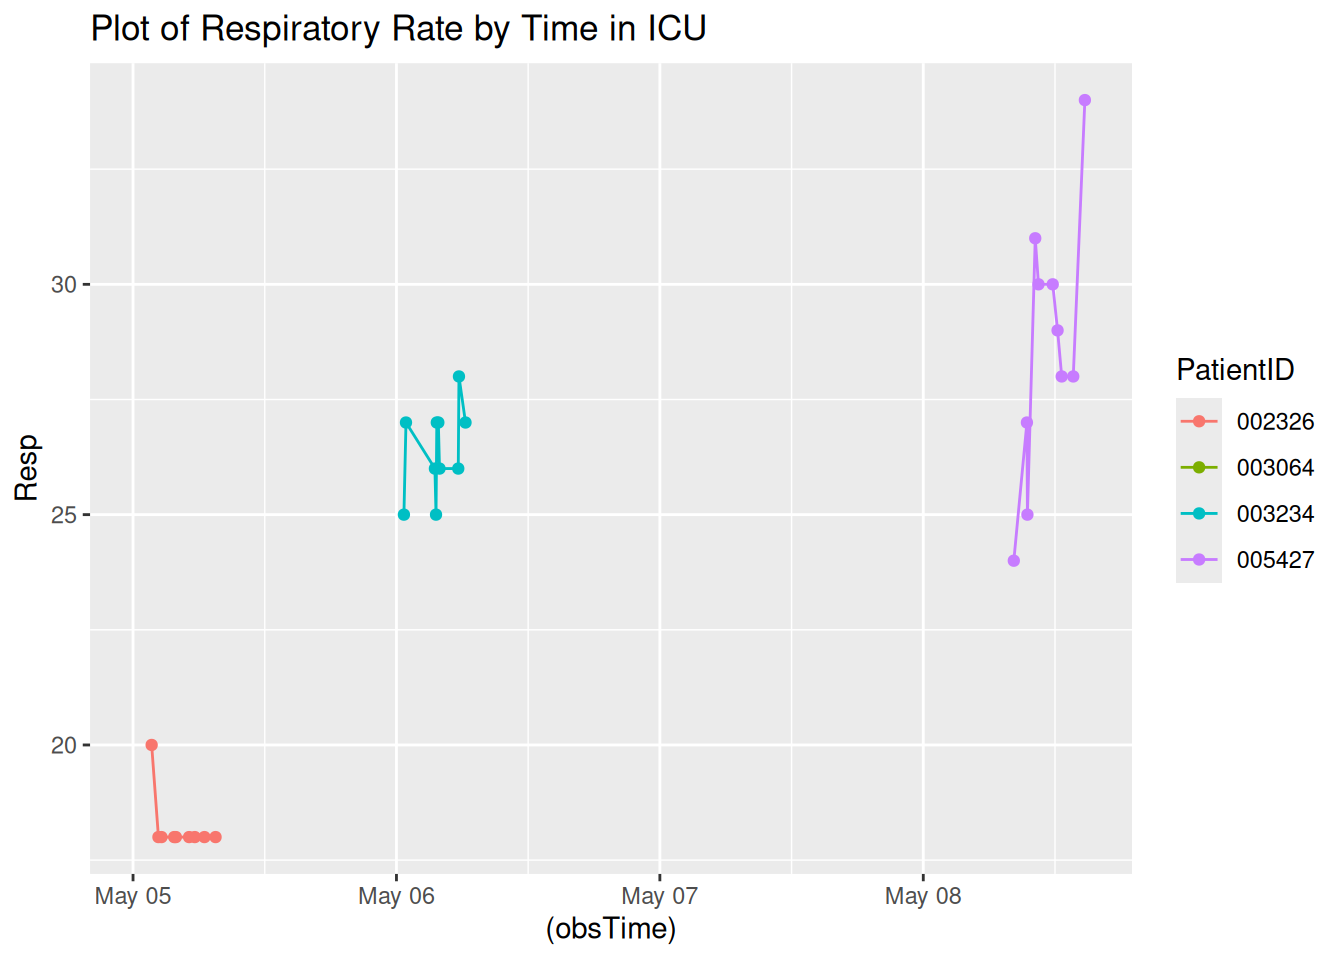 Plot of Respiratory Rate by Time in ICU
Resp
30
25
20
May 05 May 06 May 07 May 08
(obsTime)
PatientID
002326
003064
003234
005427